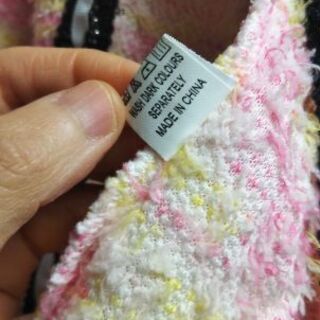 WASH DARK COLOURS
SEPARATELY
MADE IN CHINA